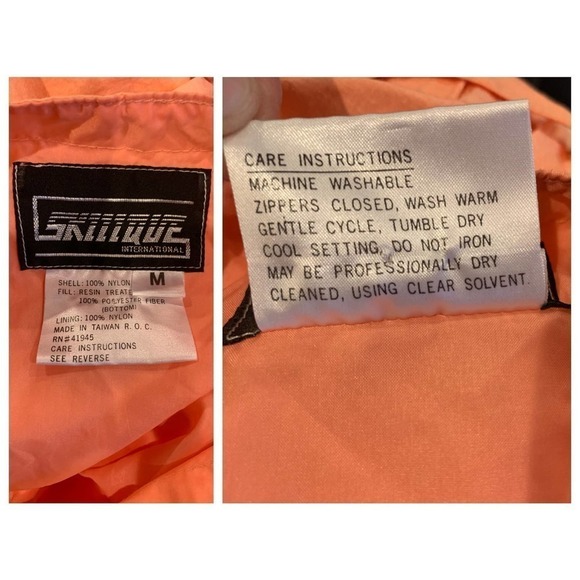 SKIIIQUE
INTERNATIONAL
M
SHELL: 100% NYLON
FILL: RESIN TREATE
100% POLYESTER FIBER
(BOTTOM)
LINING: 100% NYLON
MADE IN TAIWAN R.O.C.
RN#41945
CARE INSTRUCTIONS
SEE REVERSE
CARE INSTRUCTIONS
MACHINE WASHABLE
ZIPPERS CLOSED, WASH WARM
GENTLE CYCLE, TUMBLE DRY
COOL SETTING, DO NOT IRON
MAY BE PROFESSIONALLY DRY
CLEANED, USING CLEAR SOLVENT.